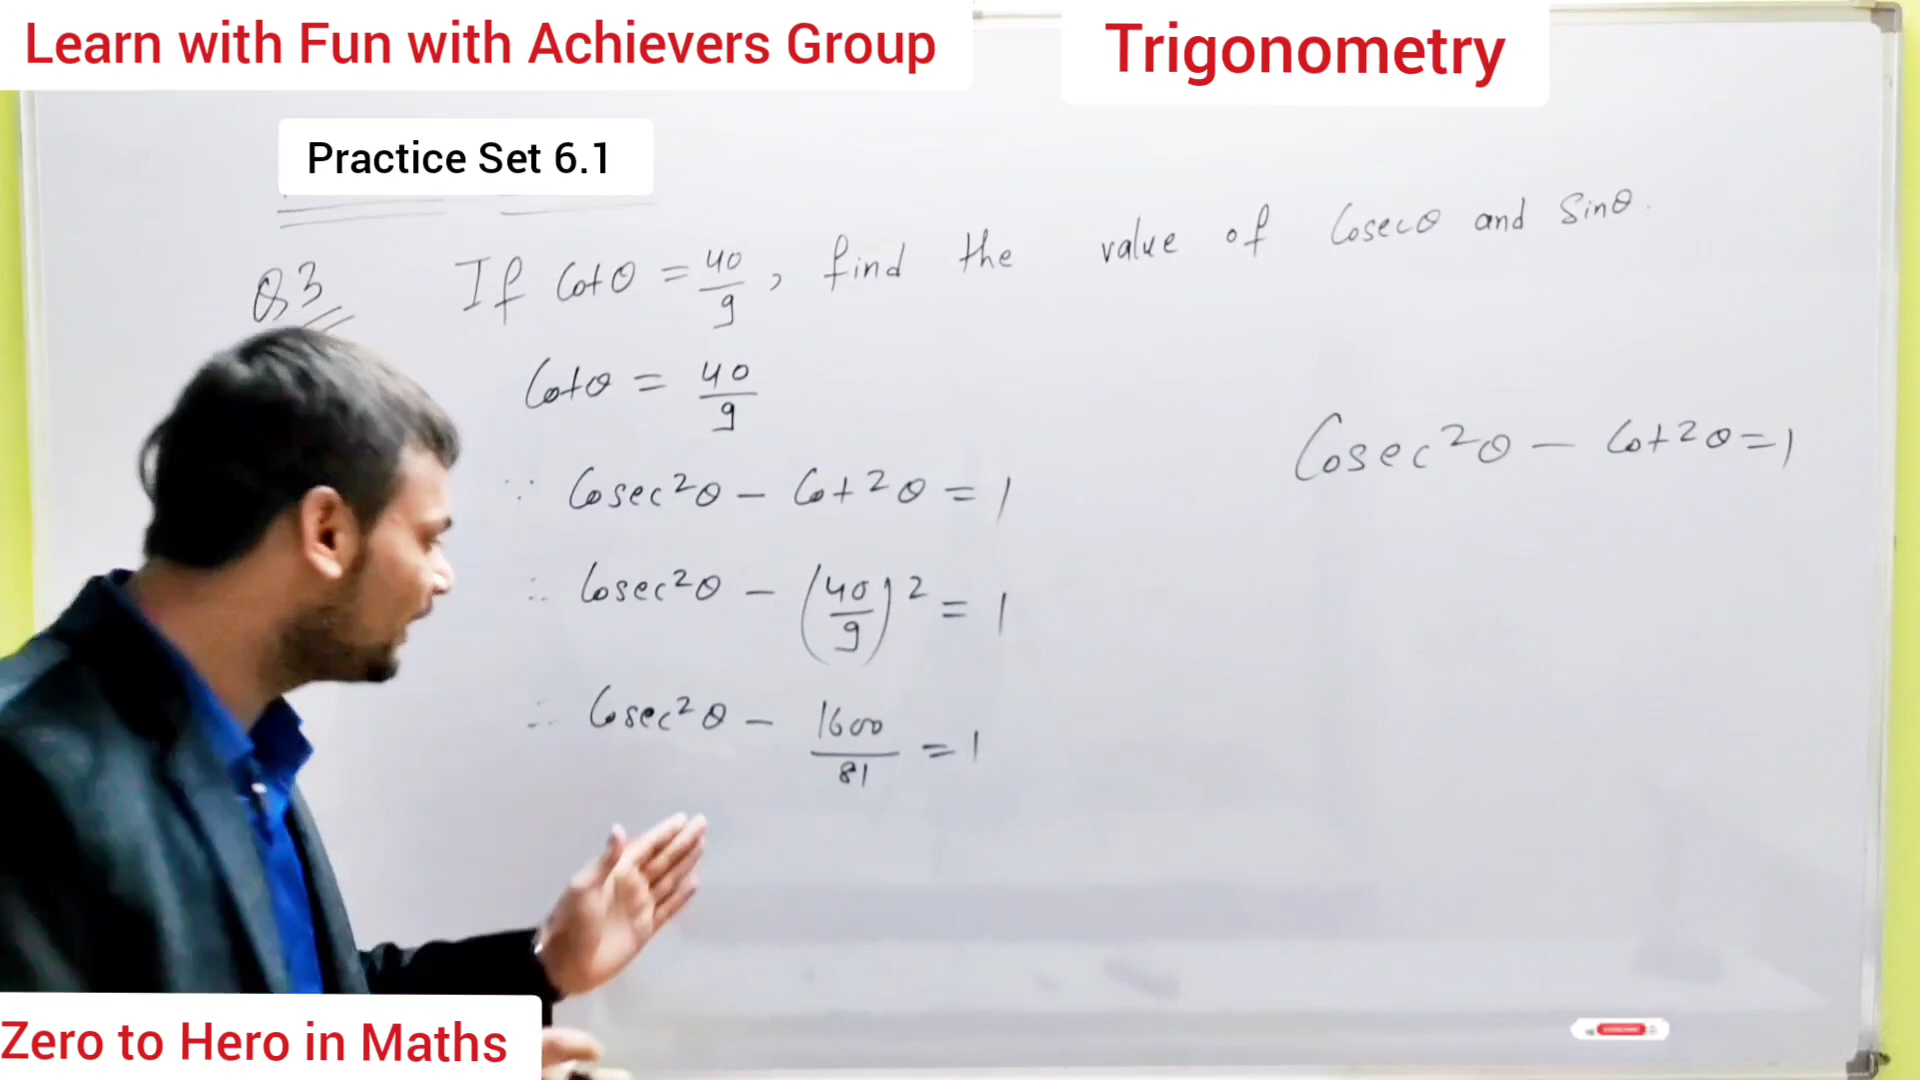 Learn with Fun with Achievers Group
Trigonometry
Practice Set 6.1
Q3 If Cotθ = 40/9, find the value of Cosecθ and Sinθ.
Cotθ = 40/9
∵ Cosec²θ - Cot²θ = 1
Cosec²θ - Cot²θ = 1
∴ Cosec²θ - (40/9)² = 1
∴ Cosec²θ - 1600/81 = 1
Zero to Hero in Maths